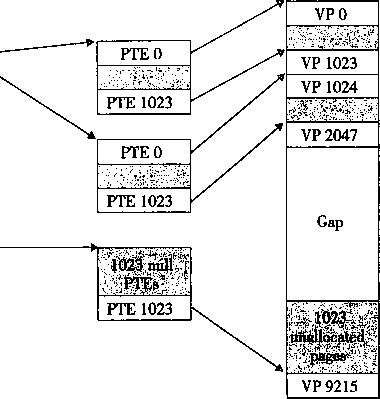 PTE 0
PTE 1023
PTE 0
PTE 1023
1023 null
PTEs
PTE 1023
VP 0
VP 1023
VP 1024
VP 2047
Gap
1023
unallocated
pages
VP 9215